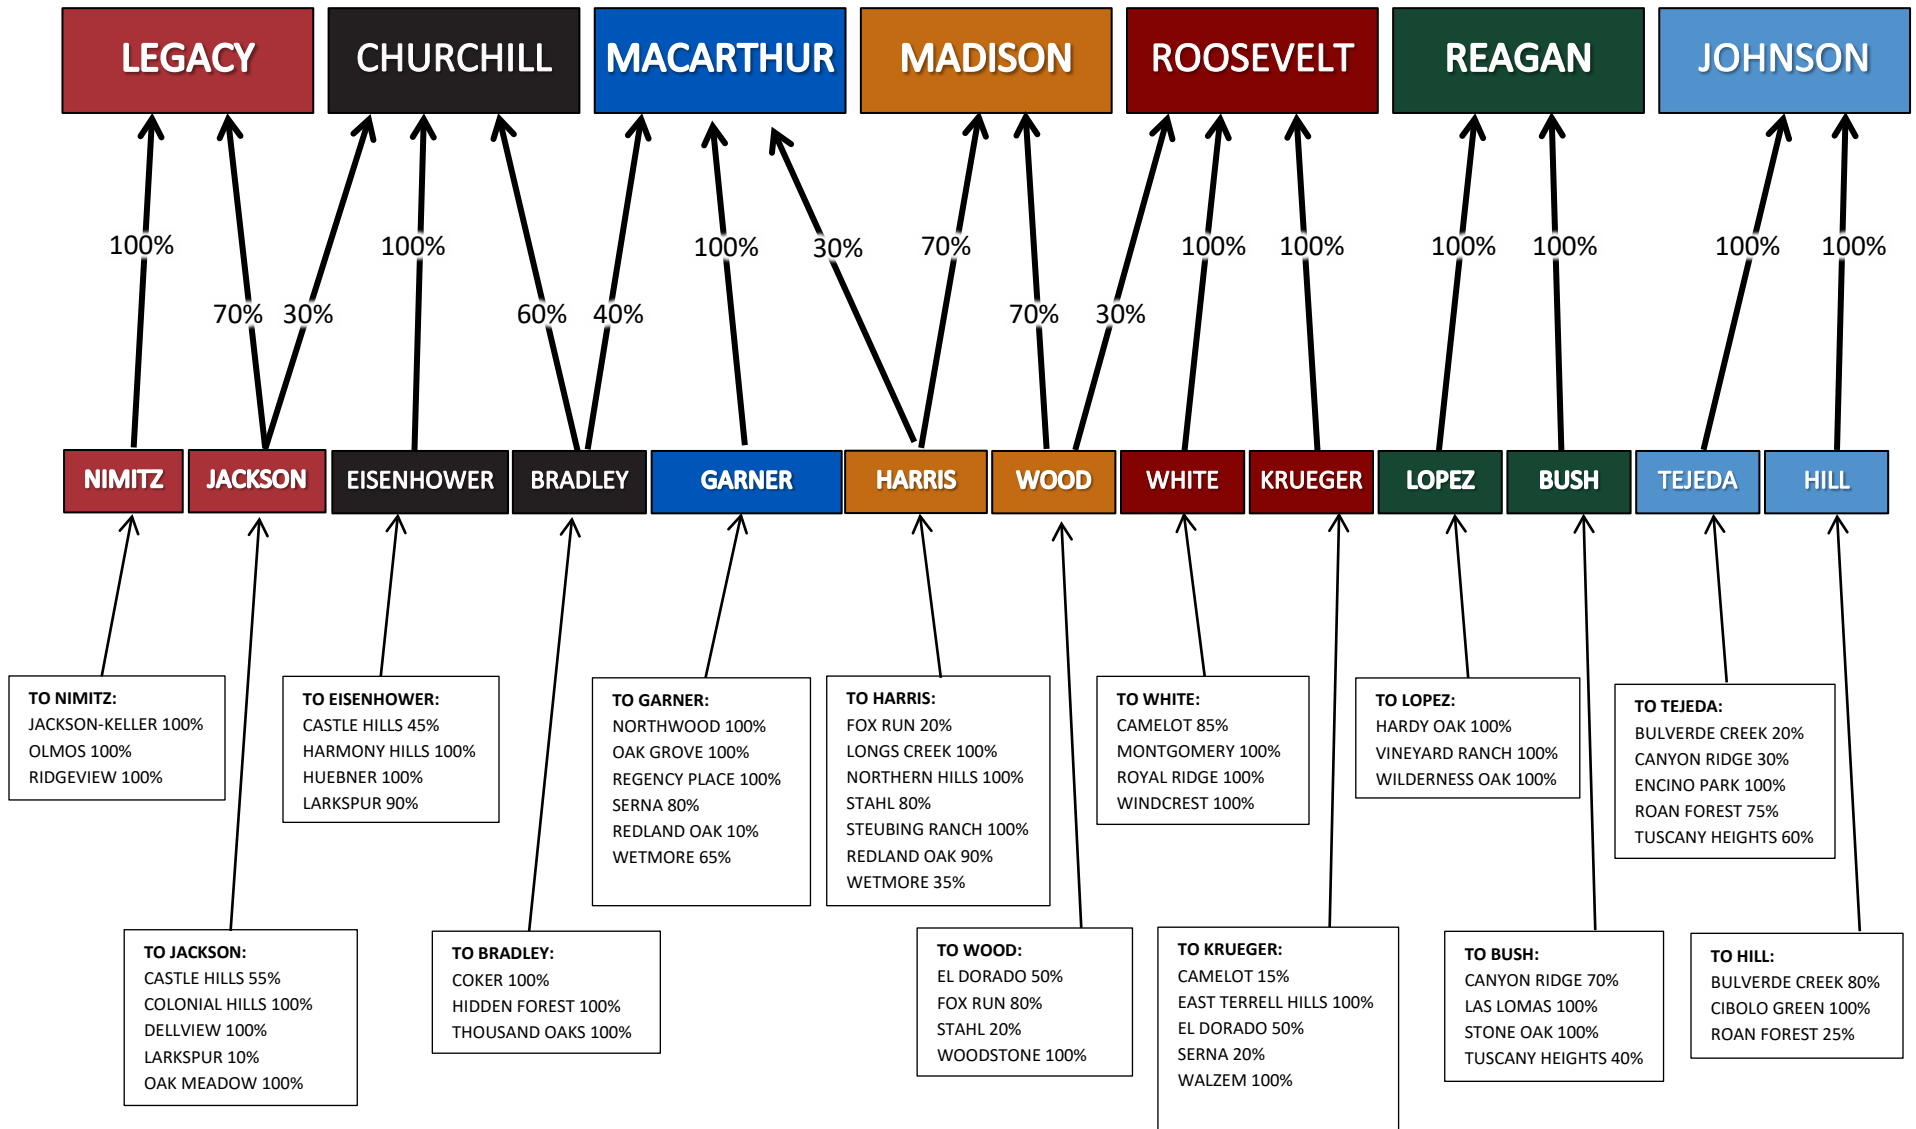 LEGACY
CHURCHILL
MACARTHUR
MADISON
ROOSEVELT
REAGAN
JOHNSON
100%
100%
100%
30%
70%
100%
100%
100%
100%
100%
100%
70%
30%
60%
40%
70%
30%
NIMITZ
JACKSON
EISENHOWER
BRADLEY
GARNER
HARRIS
WOOD
WHITE
KRUEGER
LOPEZ
BUSH
TEJEDA
HILL
TO NIMITZ:
JACKSON-KELLER 100%
OLMOS 100%
RIDGEVIEW 100%
TO EISENHOWER:
CASTLE HILLS 45%
HARMONY HILLS 100%
HUEBNER 100%
LARKSPUR 90%
TO GARNER:
NORTHWOOD 100%
OAK GROVE 100%
REGENCY PLACE 100%
SERNA 80%
REDLAND OAK 10%
WETMORE 65%
TO HARRIS:
FOX RUN 20%
LONGS CREEK 100%
NORTHERN HILLS 100%
STAHL 80%
STEUBING RANCH 100%
REDLAND OAK 90%
WETMORE 35%
TO WHITE:
CAMELOT 85%
MONTGOMERY 100%
ROYAL RIDGE 100%
WINDCREST 100%
TO LOPEZ:
HARDY OAK 100%
VINEYARD RANCH 100%
WILDERNESS OAK 100%
TO TEJEDA:
BULVERDE CREEK 20%
CANYON RIDGE 30%
ENCINO PARK 100%
ROAN FOREST 75%
TUSCANY HEIGHTS 60%
TO JACKSON:
CASTLE HILLS 55%
COLONIAL HILLS 100%
DELLVIEW 100%
LARKSPUR 10%
OAK MEADOW 100%
TO BRADLEY:
COKER 100%
HIDDEN FOREST 100%
THOUSAND OAKS 100%
TO WOOD:
EL DORADO 50%
FOX RUN 80%
STAHL 20%
WOODSTONE 100%
TO KRUEGER:
CAMELOT 15%
EAST TERRELL HILLS 100%
EL DORADO 50%
SERNA 20%
WALZEM 100%
TO BUSH:
CANYON RIDGE 70%
LAS LOMAS 100%
STONE OAK 100%
TUSCANY HEIGHTS 40%
TO HILL:
BULVERDE CREEK 80%
CIBOLO GREEN 100%
ROAN FOREST 25%